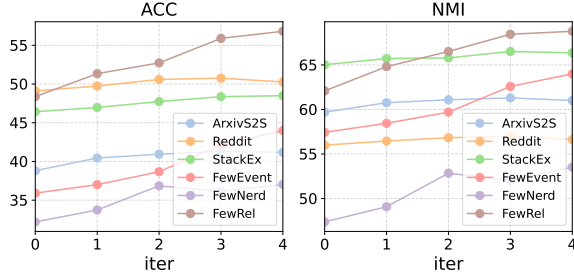 ACC
55
50
45
40
35
0 1 2 3 4
iter
ArxivS2S
Reddit
StackEx
FewEvent
FewNerd
FewRel
NMI
65
60
55
50
0 1 2 3 4
iter
ArxivS2S
Reddit
StackEx
FewEvent
FewNerd
FewRel